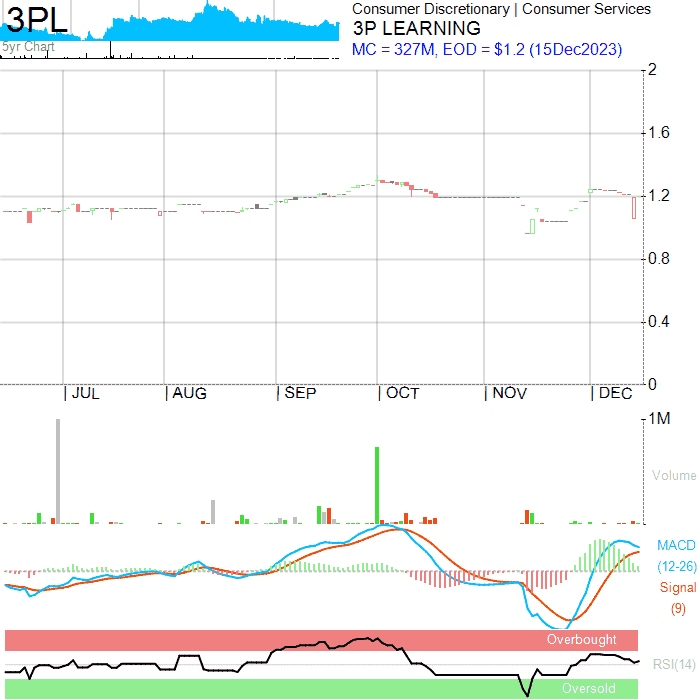 3PL
5yr Chart
Consumer Discretionary | Consumer Services
3P LEARNING
MC = 327M, EOD = $1.2 (15Dec2023)
2
1.6
1.2
0.8
0.4
0
| JUL | AUG | SEP | OCT | NOV | DEC
1M
Volume
MACD
(12-26)
Signal
(9)
Overbought
RSI(14)
Oversold